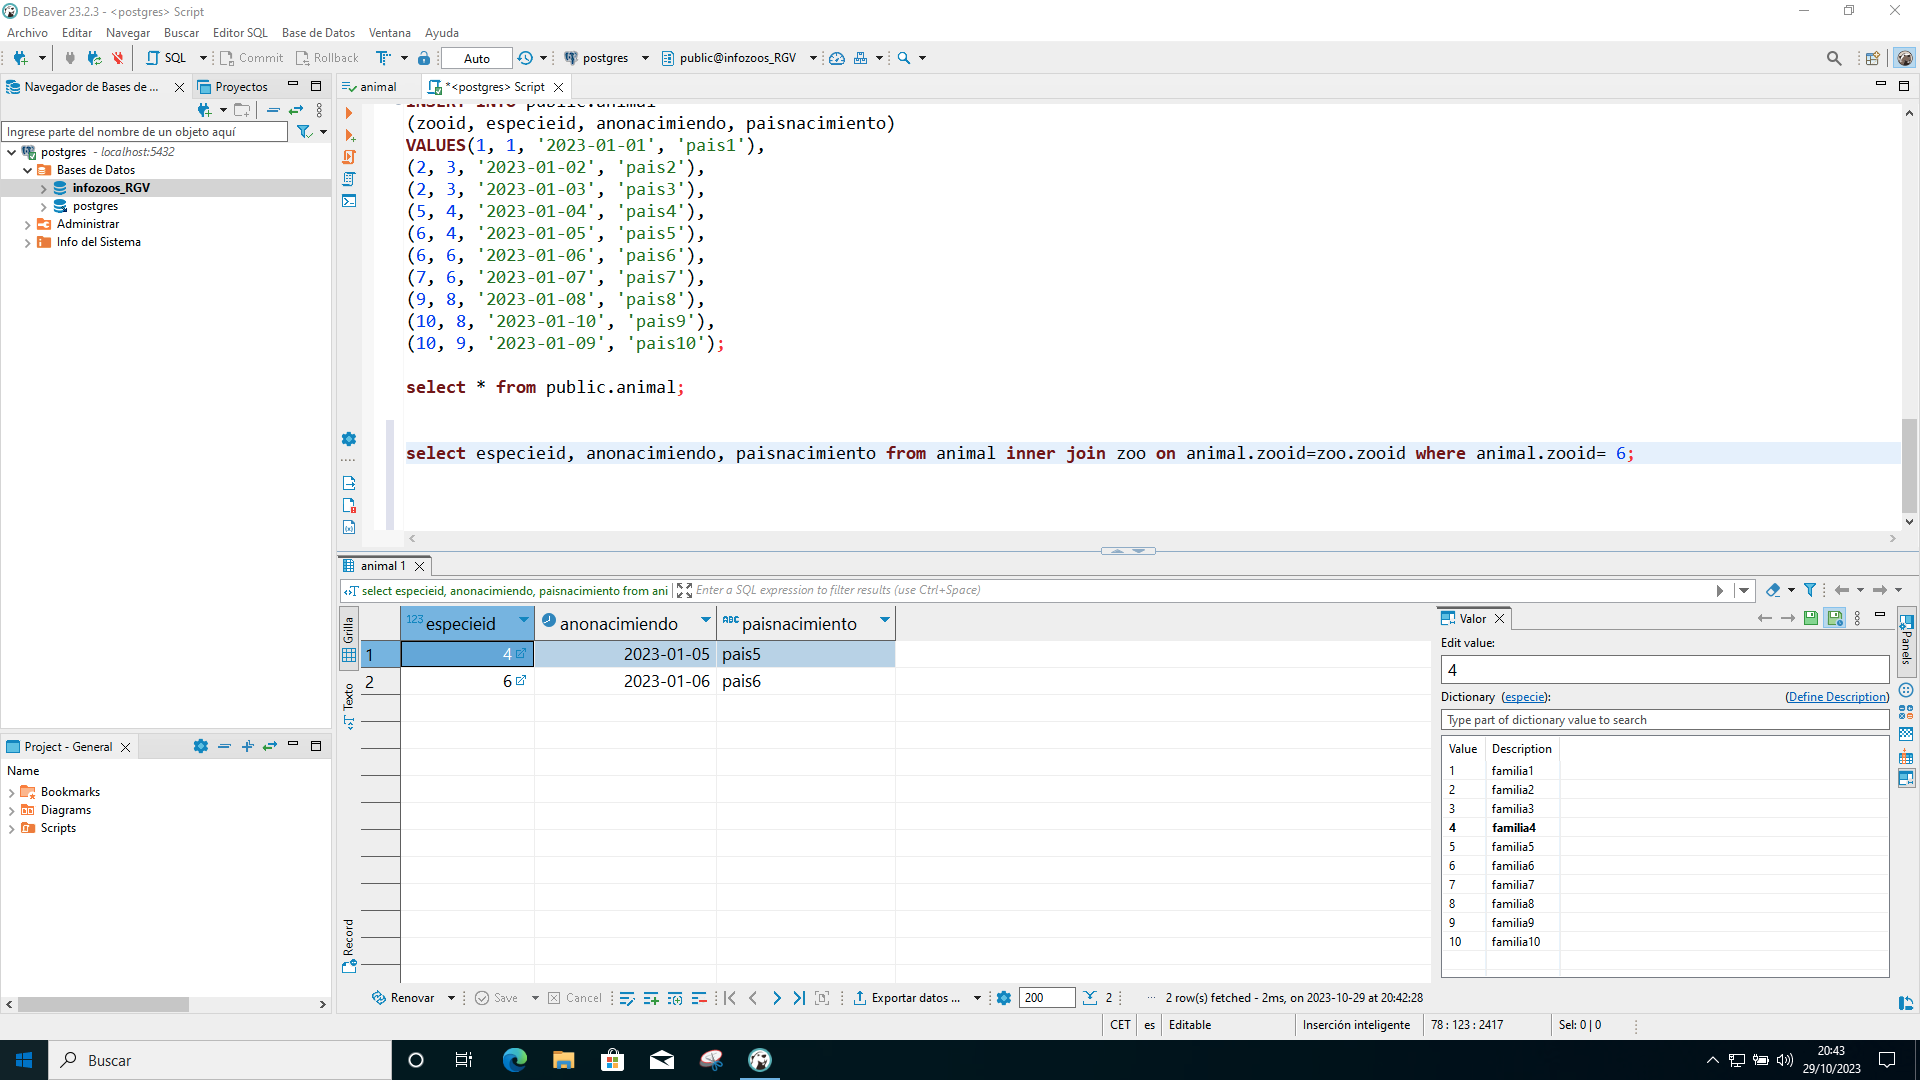 DBeaver 23.2.3 - <postgres> Script
Archivo Editar Navegar Buscar Editor SQL Base de Datos Ventana Ayuda
SQL Commit Rollback Auto postgres public@infozoos_RGV
Navegador de Bases de ... Proyectos
animal *<postgres> Script
Ingrese parte del nombre de un objeto aquí
postgres - localhost:5432
Bases de Datos
infozoos_RGV
postgres
Administrar
Info del Sistema
INSERT INTO public.animal
(zooid, especieid, anonacimiendo, paisnacimiento)
VALUES(1, 1, '2023-01-01', 'pais1'),
(2, 3, '2023-01-02', 'pais2'),
(2, 3, '2023-01-03', 'pais3'),
(5, 4, '2023-01-04', 'pais4'),
(6, 4, '2023-01-05', 'pais5'),
(6, 6, '2023-01-06', 'pais6'),
(7, 6, '2023-01-07', 'pais7'),
(9, 8, '2023-01-08', 'pais8'),
(10, 8, '2023-01-10', 'pais9'),
(10, 9, '2023-01-09', 'pais10');
select * from public.animal;
select especieid, anonacimiendo, paisnacimiento from animal inner join zoo on animal.zooid=zoo.zooid where animal.zooid= 6;
Project - General
Name
Bookmarks
Diagrams
Scripts
animal 1
select especieid, anonacimiendo, paisnacimiento from ani Enter a SQL expression to filter results (use Ctrl+Space)
Grilla
Texto
Record
123 especieid anonacimiendo ABC paisnacimiento
1 4 2023-01-05 pais5
2 6 2023-01-06 pais6
Valor
Panels
Edit value:
4
Dictionary (especie): (Define Description)
Type part of dictionary value to search
Value Description
1 familia1
2 familia2
3 familia3
4 familia4
5 familia5
6 familia6
7 familia7
8 familia8
9 familia9
10 familia10
Renovar Save Cancel Exportar datos ... 200 2 ... 2 row(s) fetched - 2ms, on 2023-10-29 at 20:42:28
CET es Editable Inserción inteligente 78 : 123 : 2417 Sel: 0 | 0
Buscar
20:43
29/10/2023